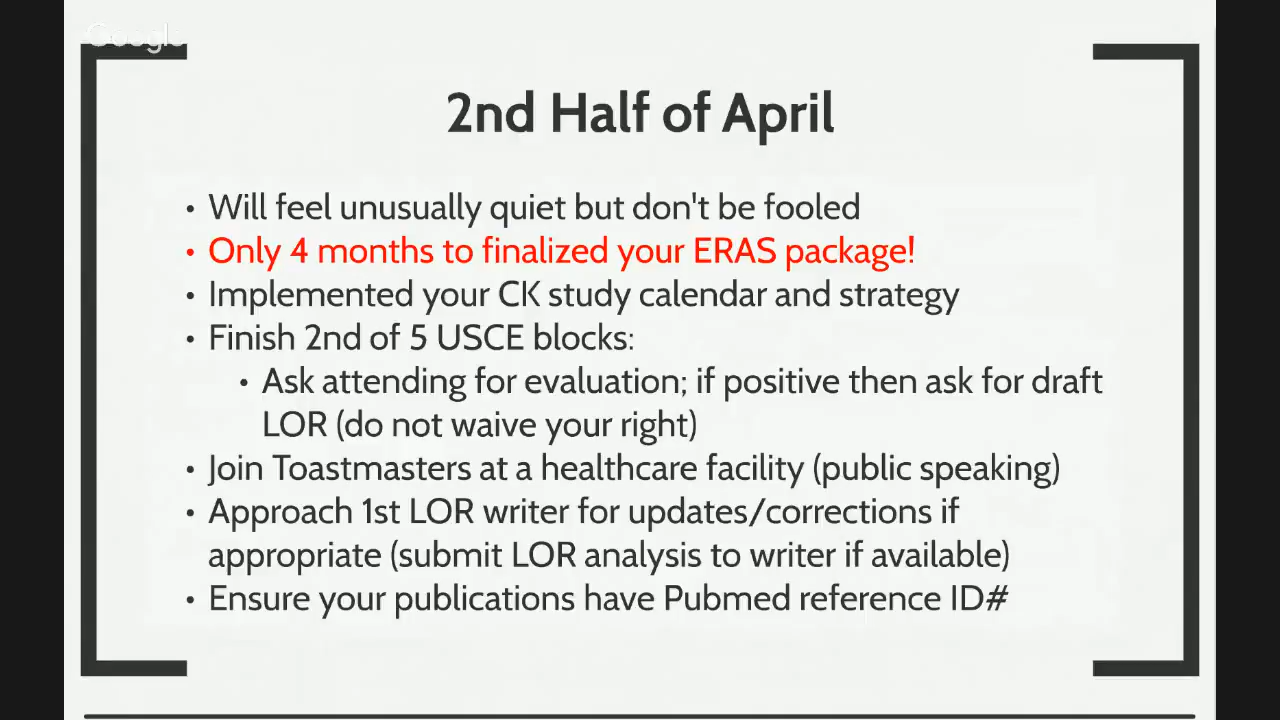 Google
2nd Half of April
• Will feel unusually quiet but don't be fooled
• Only 4 months to finalized your ERAS package!
• Implemented your CK study calendar and strategy
• Finish 2nd of 5 USCE blocks:
• Ask attending for evaluation; if positive then ask for draft
LOR (do not waive your right)
• Join Toastmasters at a healthcare facility (public speaking)
• Approach 1st LOR writer for updates/corrections if
appropriate (submit LOR analysis to writer if available)
• Ensure your publications have Pubmed reference ID#